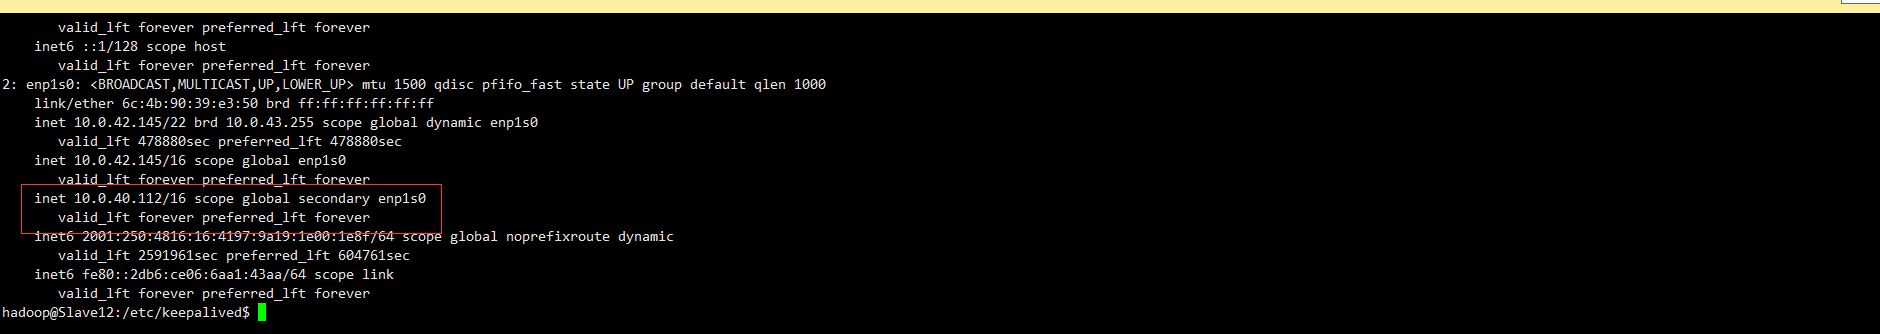 valid_lft forever preferred_lft forever
inet6 ::1/128 scope host
valid_lft forever preferred_lft forever
2: enp1s0: <BROADCAST,MULTICAST,UP,LOWER_UP> mtu 1500 qdisc pfifo_fast state UP group default qlen 1000
link/ether 6c:4b:90:39:e3:50 brd ff:ff:ff:ff:ff:ff
inet 10.0.42.145/22 brd 10.0.43.255 scope global dynamic enp1s0
valid_lft 478880sec preferred_lft 478880sec
inet 10.0.42.145/16 scope global enp1s0
valid_lft forever preferred_lft forever
inet 10.0.40.112/16 scope global secondary enp1s0
valid_lft forever preferred_lft forever
inet6 2001:250:4816:16:4197:9a19:1e00:1e8f/64 scope global noprefixroute dynamic
valid_lft 2591961sec preferred_lft 604761sec
inet6 fe80::2db6:ce06:6aa1:43aa/64 scope link
valid_lft forever preferred_lft forever
hadoop@Slave12:/etc/keepalived$